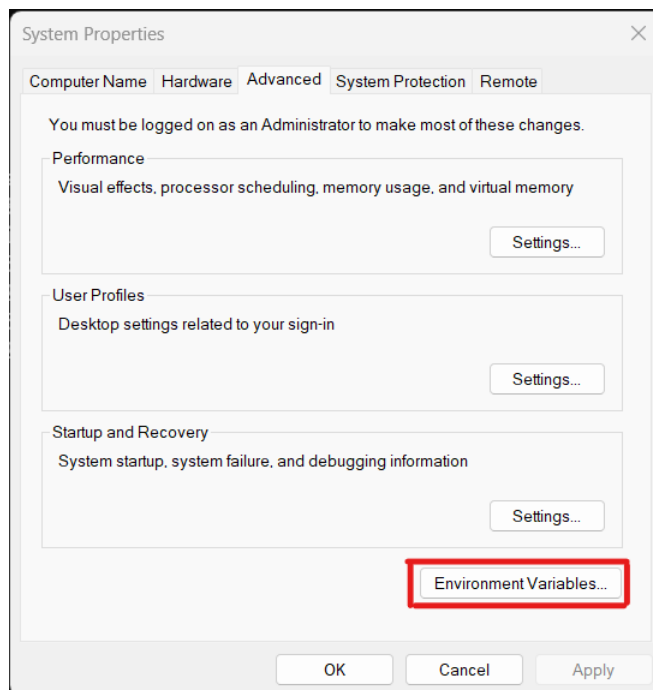 System Properties
Computer Name Hardware Advanced System Protection Remote
You must be logged on as an Administrator to make most of these changes.
Performance
Visual effects, processor scheduling, memory usage, and virtual memory
Settings...
User Profiles
Desktop settings related to your sign-in
Settings...
Startup and Recovery
System startup, system failure, and debugging information
Settings...
Environment Variables...
OK Cancel Apply